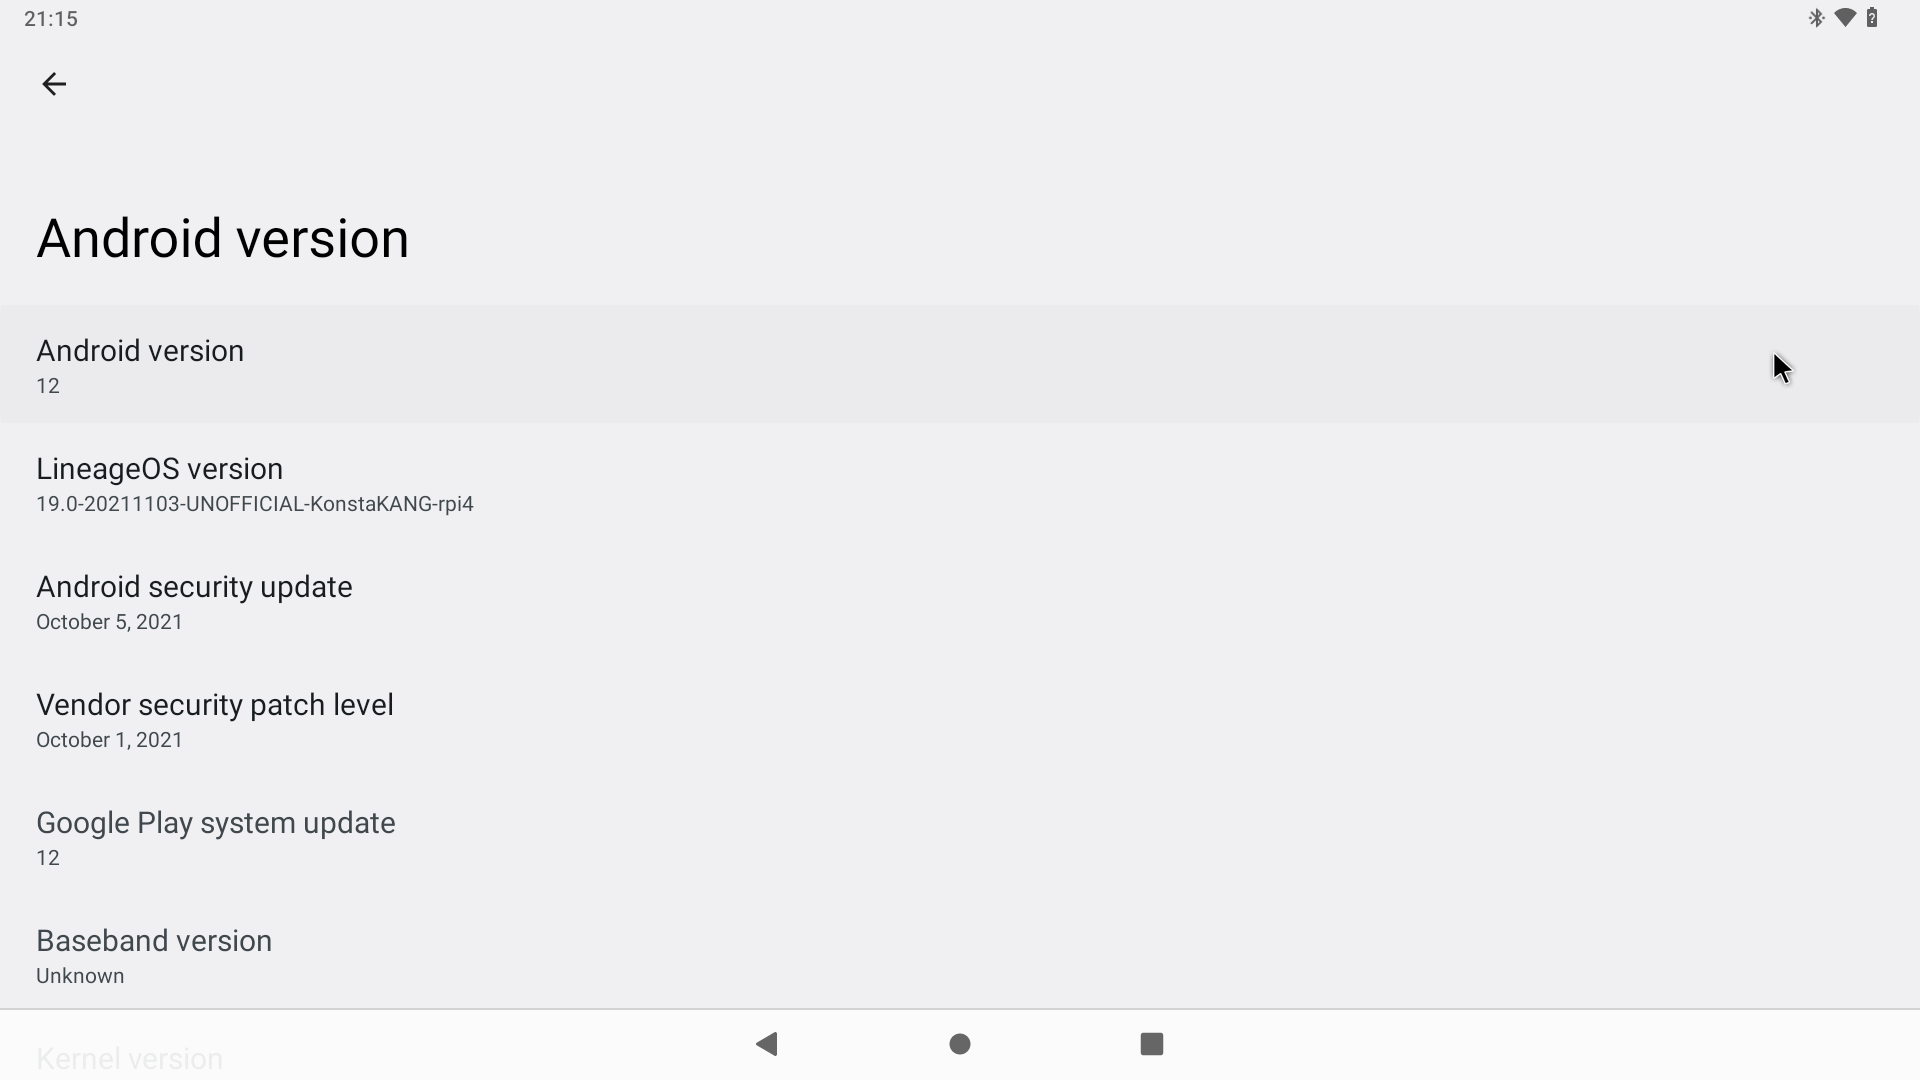 21:15
Android version
Android version
12
LineageOS version
19.0-20211103-UNOFFICIAL-KonstaKANG-rpi4
Android security update
October 5, 2021
Vendor security patch level
October 1, 2021
Google Play system update
12
Baseband version
Unknown
Kernel version